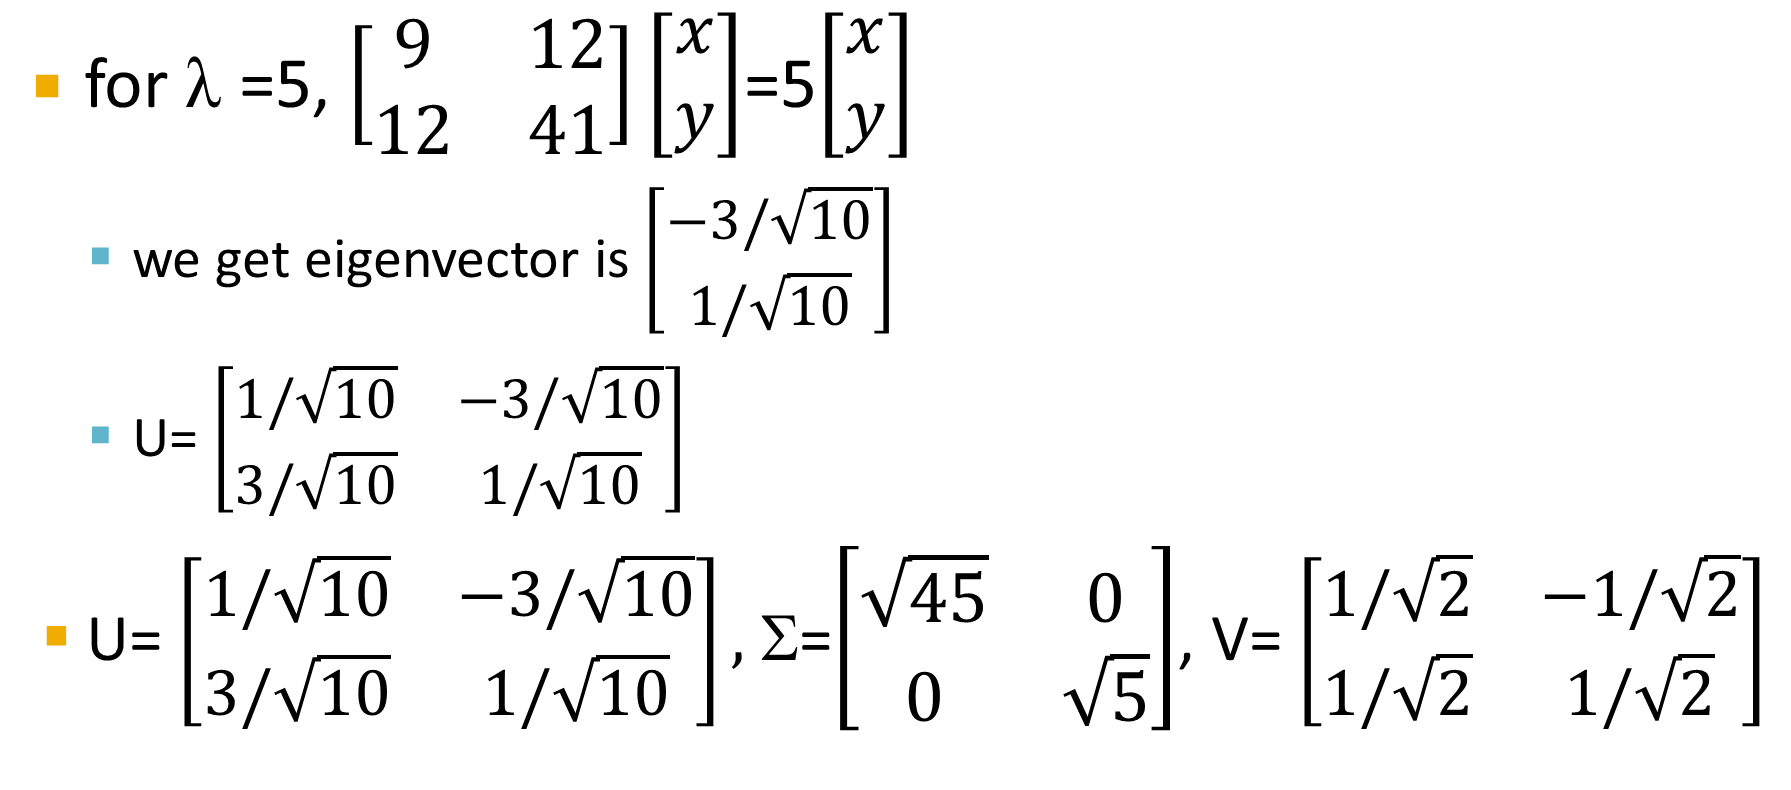 for λ =5, [9 12; 12 41] [x; y]=5[x; y]
we get eigenvector is [−3/√10; 1/√10]
U= [1/√10 −3/√10; 3/√10 1/√10]
U= [1/√10 −3/√10; 3/√10 1/√10], Σ=[√45 0; 0 √5], V= [1/√2 −1/√2; 1/√2 1/√2]